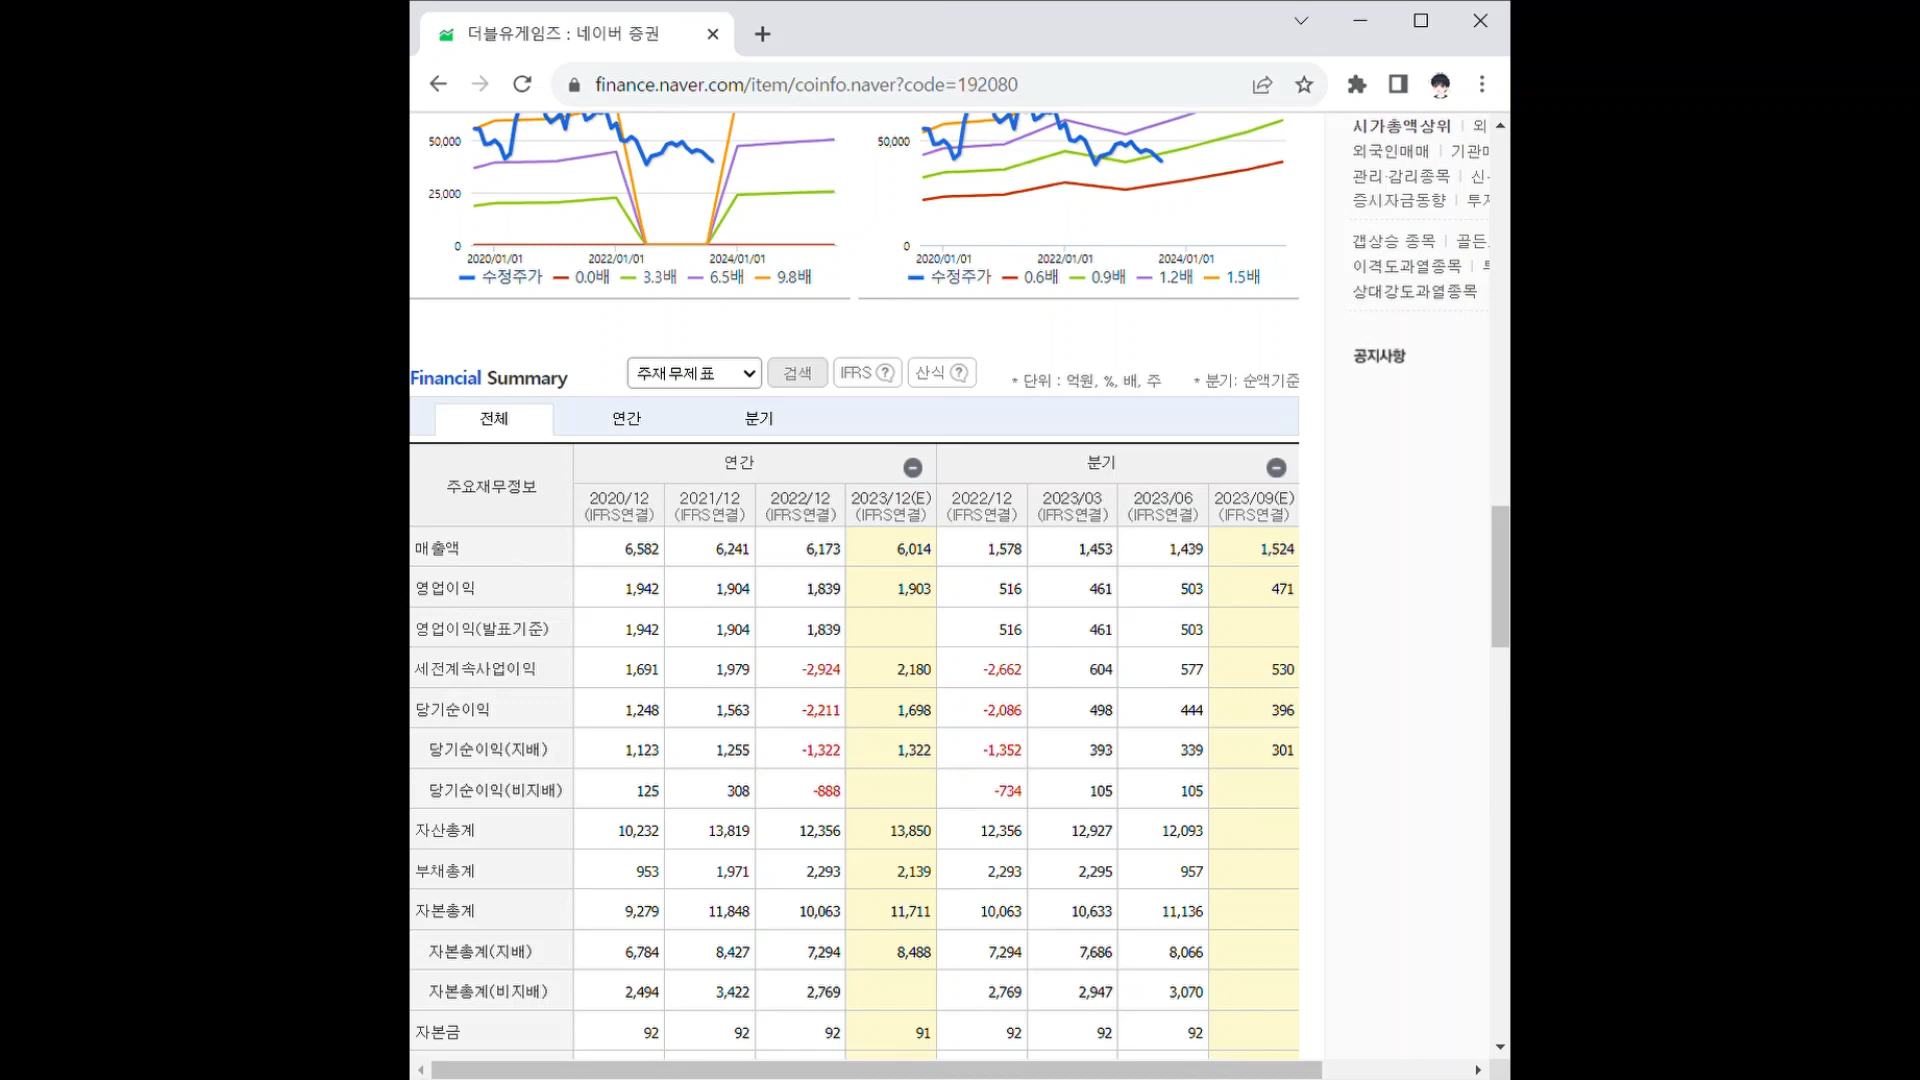 더블유게임즈 : 네이버 증권
finance.naver.com/item/coinfo.naver?code=192080
50,000
25,000
0
2020/01/01 2022/01/01 2024/01/01
수정주가 0.0배 3.3배 6.5배 9.8배
50,000
0
2020/01/01 2022/01/01 2024/01/01
수정주가 0.6배 0.9배 1.2배 1.5배
시가총액상위 외
외국인매매 기관
관리·감리종목 신
증시자금동향 투
갭상승 종목 골든
이격도과열종목
상대강도과열종목
공지사항
Financial Summary 주재무제표 검색 IFRS ? 산식 ? * 단위 : 억원, %, 배, 주 * 분기: 순액기준
전체 연간 분기
주요재무정보 연간 분기
2020/12 2021/12 2022/12 2023/12(E) 2022/12 2023/03 2023/06 2023/09(E)
(IFRS연결) (IFRS연결) (IFRS연결) (IFRS연결) (IFRS연결) (IFRS연결) (IFRS연결) (IFRS연결)
매출액 6,582 6,241 6,173 6,014 1,578 1,453 1,439 1,524
영업이익 1,942 1,904 1,839 1,903 516 461 503 471
영업이익(발표기준) 1,942 1,904 1,839 516 461 503
세전계속사업이익 1,691 1,979 -2,924 2,180 -2,662 604 577 530
당기순이익 1,248 1,563 -2,211 1,698 -2,086 498 444 396
당기순이익(지배) 1,123 1,255 -1,322 1,322 -1,352 393 339 301
당기순이익(비지배) 125 308 -888 -734 105 105
자산총계 10,232 13,819 12,356 13,850 12,356 12,927 12,093
부채총계 953 1,971 2,293 2,139 2,293 2,295 957
자본총계 9,279 11,848 10,063 11,711 10,063 10,633 11,136
자본총계(지배) 6,784 8,427 7,294 8,488 7,294 7,686 8,066
자본총계(비지배) 2,494 3,422 2,769 2,769 2,947 3,070
자본금 92 92 92 91 92 92 92